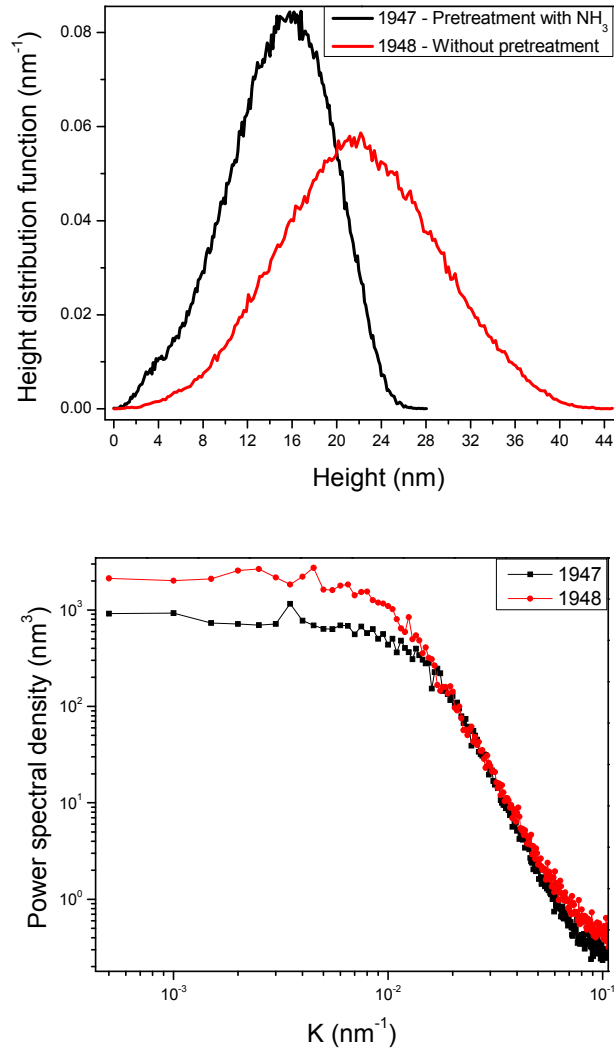 1947 - Pretreatment with NH₃
1948 - Without pretreatment
0.08
0.06
0.04
0.02
0.00
Height distribution function (nm⁻¹)
0 4 8 12 16 20 24 28 32 36 40 44
Height (nm)
1947
1948
10³
10²
10¹
10⁰
Power spectral density (nm³)
10⁻³ 10⁻² 10⁻¹
K (nm⁻¹)